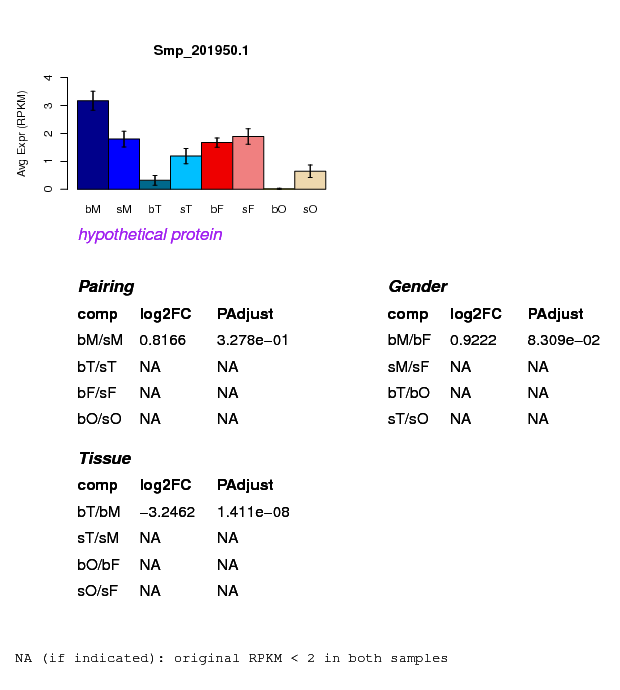 Smp_201950.1
Avg Expr (RPKM)
4
3
2
1
0
bM sM bT sT bF sF bO sO
hypothetical protein
Pairing
comp log2FC PAdjust
bM/sM 0.8166 3.278e−01
bT/sT NA NA
bF/sF NA NA
bO/sO NA NA
Gender
comp log2FC PAdjust
bM/bF 0.9222 8.309e−02
sM/sF NA NA
bT/bO NA NA
sT/sO NA NA
Tissue
comp log2FC PAdjust
bT/bM −3.2462 1.411e−08
sT/sM NA NA
bO/bF NA NA
sO/sF NA NA
NA (if indicated): original RPKM < 2 in both samples